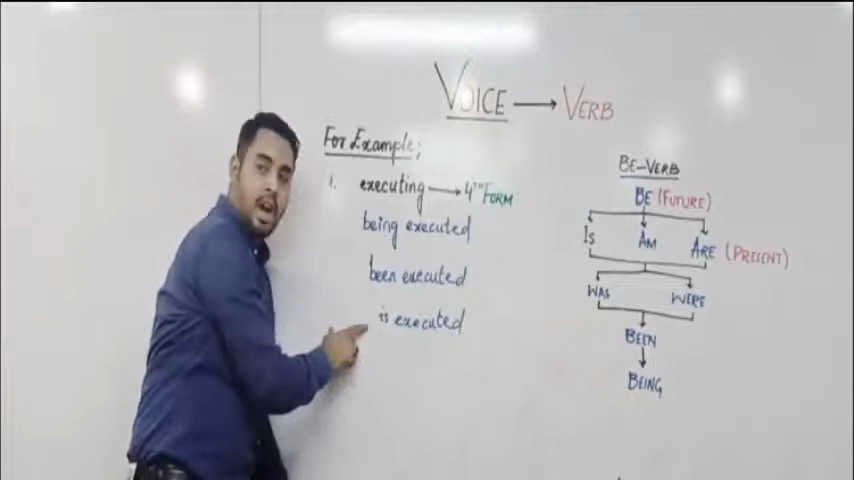 VOICE → VERB
For Example;
1. executing → 4TH FORM
being executed
been executed
is executed
BE-VERB
BE (FUTURE)
IS AM ARE (PRESENT)
WAS WERE
BEEN
BEING